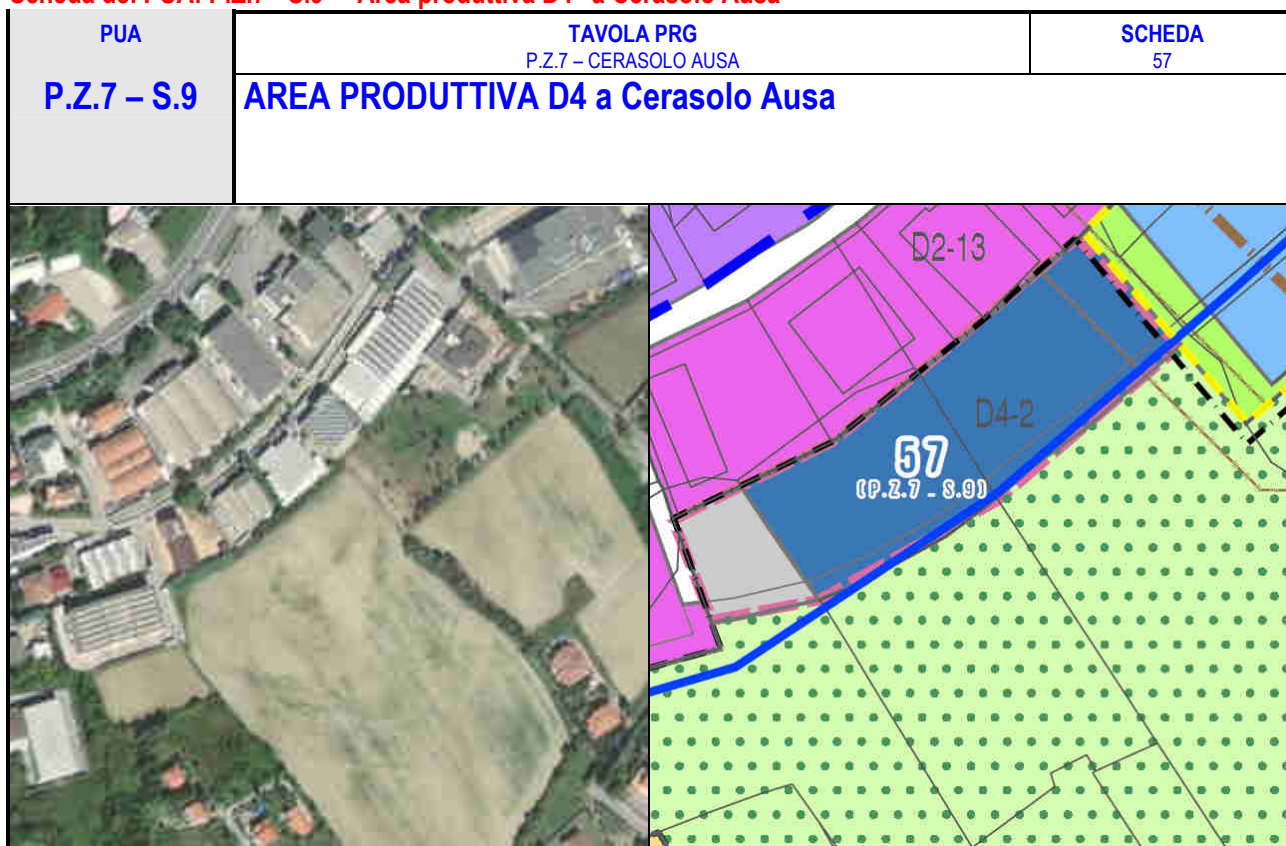 PUA
TAVOLA PRG
SCHEDA
P.Z.7 – CERASOLO AUSA
57
P.Z.7 – S.9
AREA PRODUTTIVA D4 a Cerasolo Ausa
D2-13
D4-2
57
(P.Z.7 - S.9)